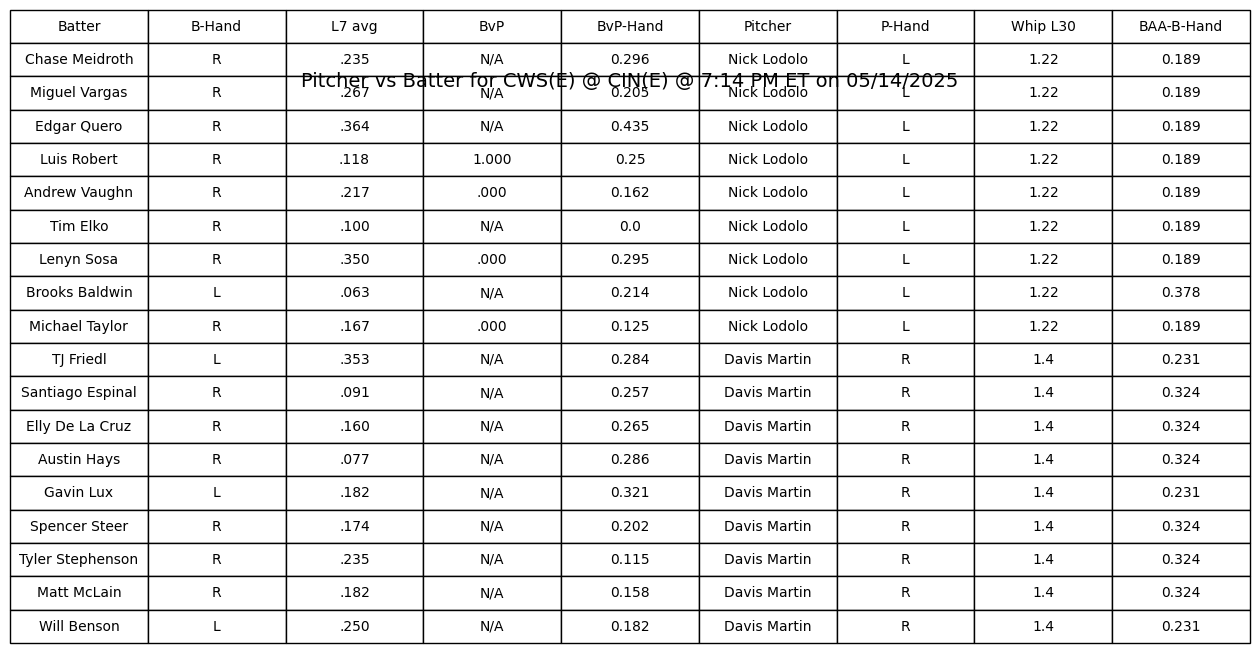 Batter B-Hand L7 avg BvP BvP-Hand Pitcher P-Hand Whip L30 BAA-B-Hand
Chase Meidroth R .235 N/A 0.296 Nick Lodolo L 1.22 0.189
Pitcher vs Batter for CWS(E) @ CIN(E) @ 7:14 PM ET on 05/14/2025
Miguel Vargas R .267 N/A 0.205 Nick Lodolo L 1.22 0.189
Edgar Quero R .364 N/A 0.435 Nick Lodolo L 1.22 0.189
Luis Robert R .118 1.000 0.25 Nick Lodolo L 1.22 0.189
Andrew Vaughn R .217 .000 0.162 Nick Lodolo L 1.22 0.189
Tim Elko R .100 N/A 0.0 Nick Lodolo L 1.22 0.189
Lenyn Sosa R .350 .000 0.295 Nick Lodolo L 1.22 0.189
Brooks Baldwin L .063 N/A 0.214 Nick Lodolo L 1.22 0.378
Michael Taylor R .167 .000 0.125 Nick Lodolo L 1.22 0.189
TJ Friedl L .353 N/A 0.284 Davis Martin R 1.4 0.231
Santiago Espinal R .091 N/A 0.257 Davis Martin R 1.4 0.324
Elly De La Cruz R .160 N/A 0.265 Davis Martin R 1.4 0.324
Austin Hays R .077 N/A 0.286 Davis Martin R 1.4 0.324
Gavin Lux L .182 N/A 0.321 Davis Martin R 1.4 0.231
Spencer Steer R .174 N/A 0.202 Davis Martin R 1.4 0.324
Tyler Stephenson R .235 N/A 0.115 Davis Martin R 1.4 0.324
Matt McLain R .182 N/A 0.158 Davis Martin R 1.4 0.324
Will Benson L .250 N/A 0.182 Davis Martin R 1.4 0.231